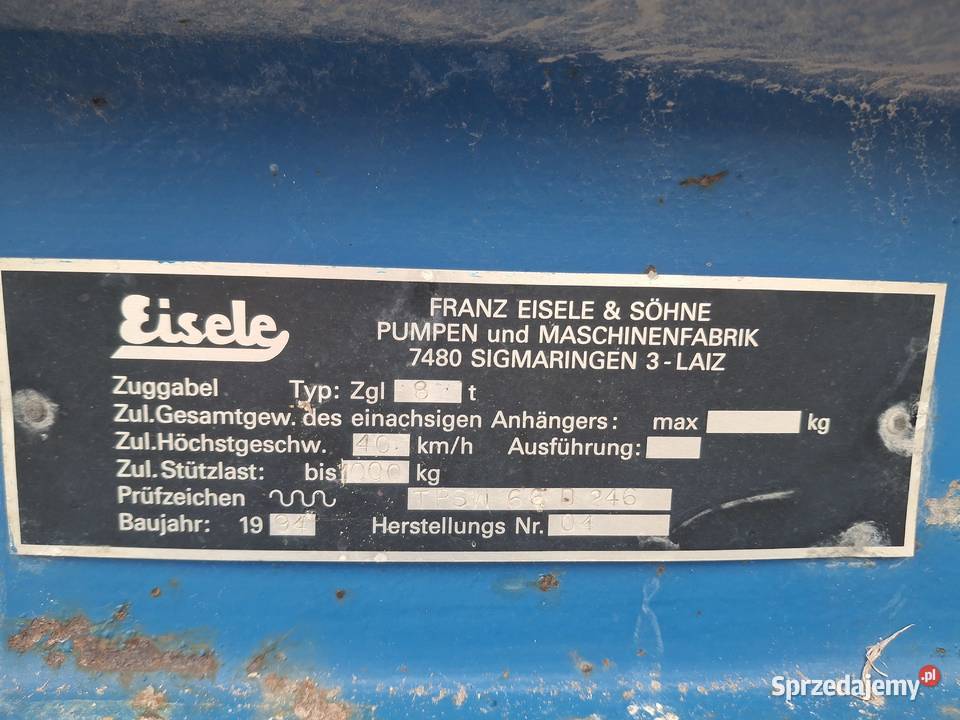 Eisele
FRANZ EISELE & SÖHNE
PUMPEN und MASCHINENFABRIK
7480 SIGMARINGEN 3-LAIZ
Zuggabel Typ: Zgl 8 t
Zul.Gesamtgew. des einachsigen Anhängers: max kg
Zul.Höchstgeschw. 40 km/h Ausführung:
Zul.Stützlast: bis 1000 kg
Prüfzeichen 246
Baujahr: 1994 Herstellungs Nr. 04
Sprzedajemy.pl